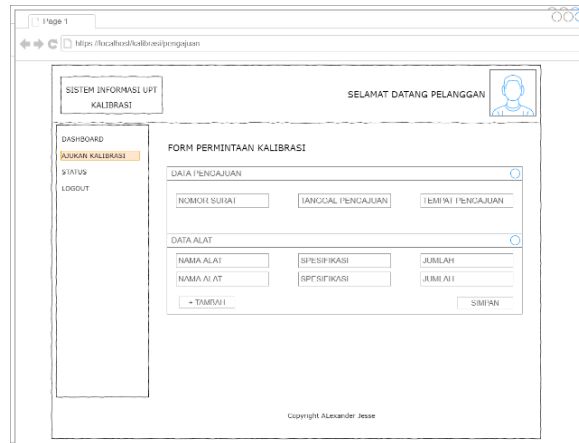 Page 1
https //localhost/kalibrasi/pengajuan
SISTEM INFORMASI UPT
KALIBRASI
SELAMAT DATANG PELANGGAN
DASHBOARD
AJUKAN KALIBRASI
STATUS
LOGOUT
FORM PERMINTAAN KALIBRASI
DATA PENGAJUAN
NOMOR SURAT
TANGGAL PENGAJUAN
TEMPAT PENGAJUAN
DATA ALAT
NAMA ALAT
SPESIFIKASI
JUMLAH
NAMA ALAT
SPESIFIKASI
JUMLAH
+ TAMBAH
SIMPAN
Copyright ALexander Jesse